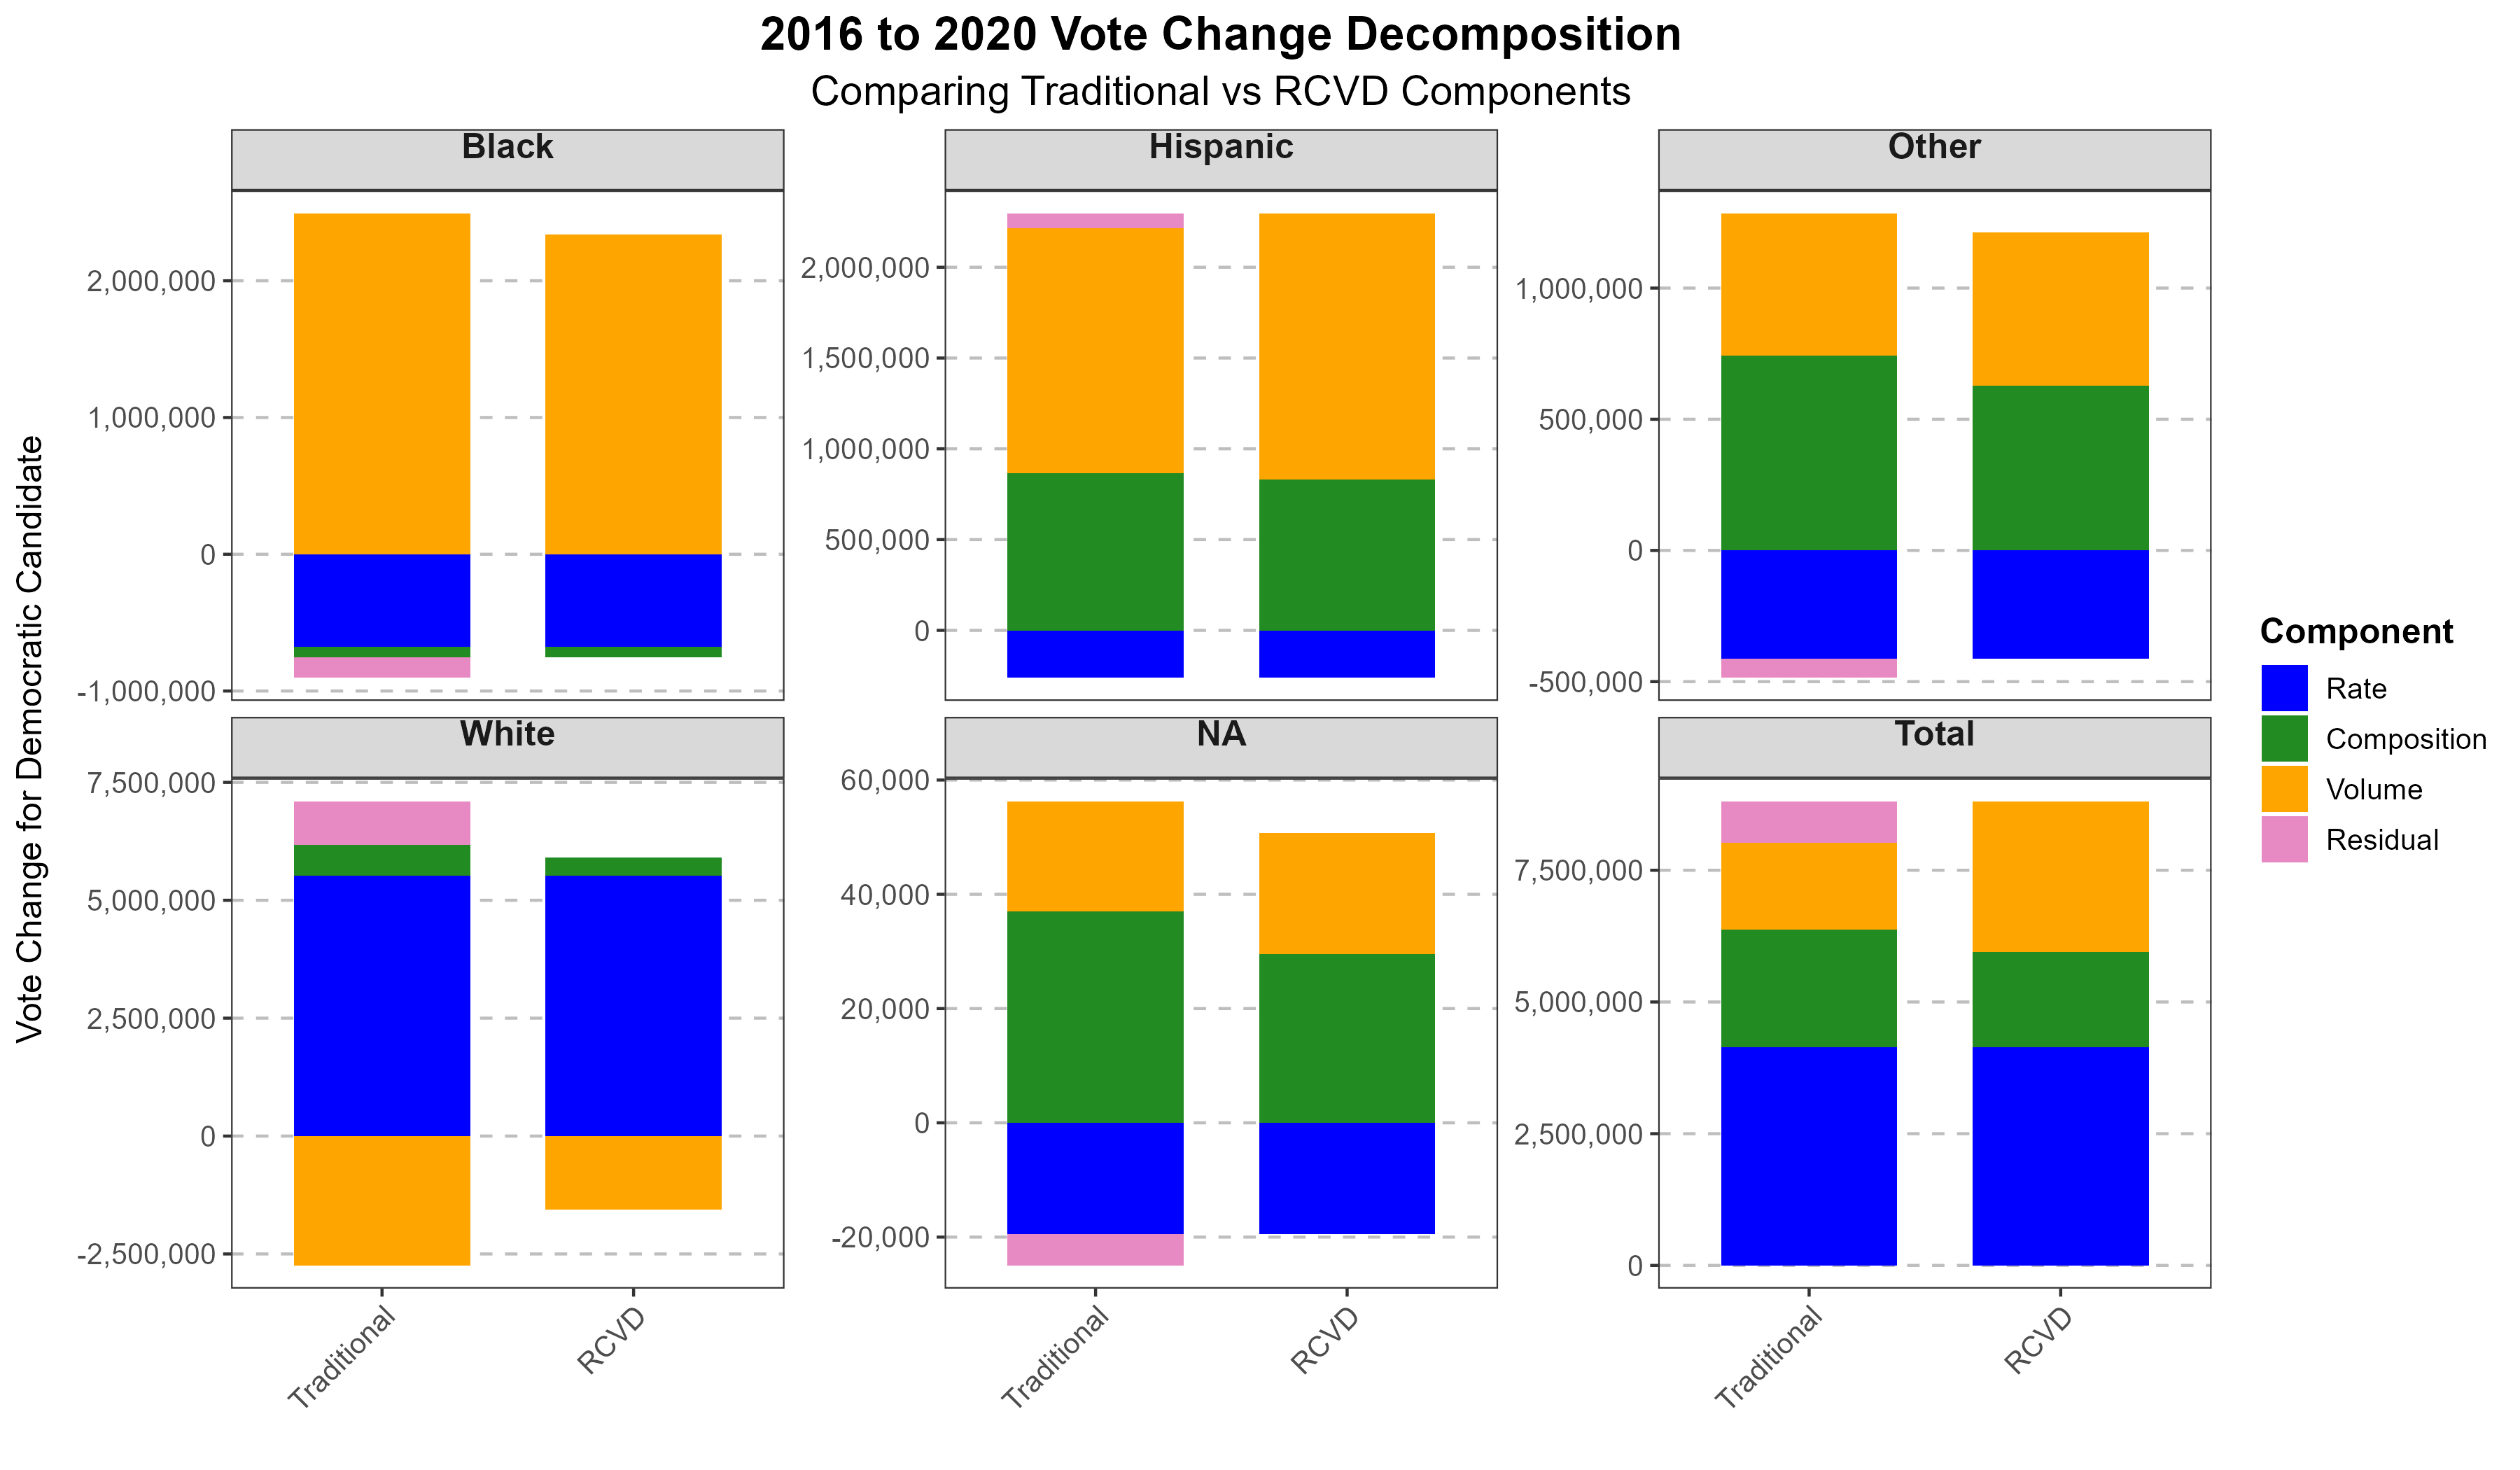 2016 to 2020 Vote Change Decomposition
Comparing Traditional vs RCVD Components
Vote Change for Democratic Candidate
Black
2,000,000
1,000,000
0
-1,000,000
Hispanic
2,000,000
1,500,000
1,000,000
500,000
0
Other
1,000,000
500,000
0
-500,000
White
7,500,000
5,000,000
2,500,000
0
-2,500,000
Traditional
RCVD
NA
60,000
40,000
20,000
0
-20,000
Traditional
RCVD
Total
7,500,000
5,000,000
2,500,000
0
Traditional
RCVD
Component
Rate
Composition
Volume
Residual